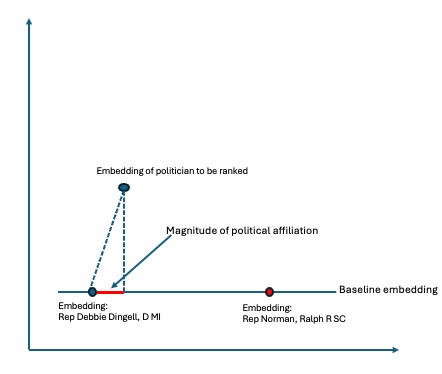 Embedding of politician to be ranked
Magnitude of political affiliation
Baseline embedding
Embedding:
Rep Debbie Dingell, D MI
Embedding:
Rep Norman, Ralph R SC